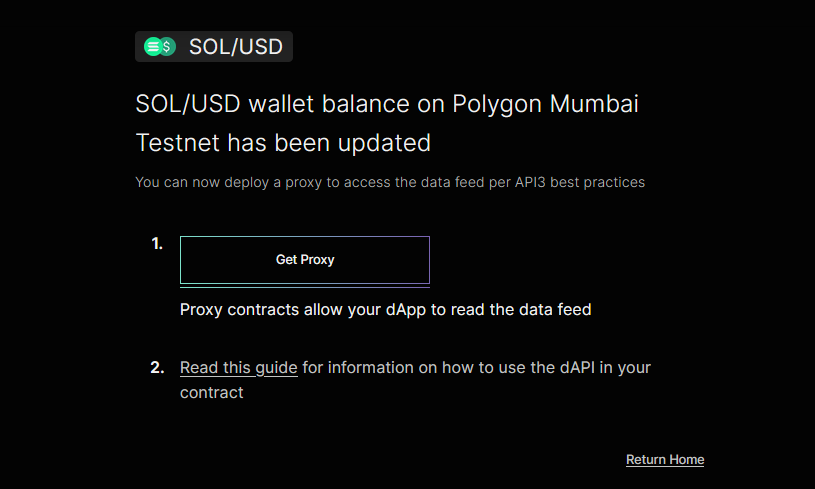 SOL/USD
SOL/USD wallet balance on Polygon Mumbai
Testnet has been updated
You can now deploy a proxy to access the data feed per API3 best practices
1.
Get Proxy
Proxy contracts allow your dApp to read the data feed
2. Read this guide for information on how to use the dAPI in your
contract
Return Home